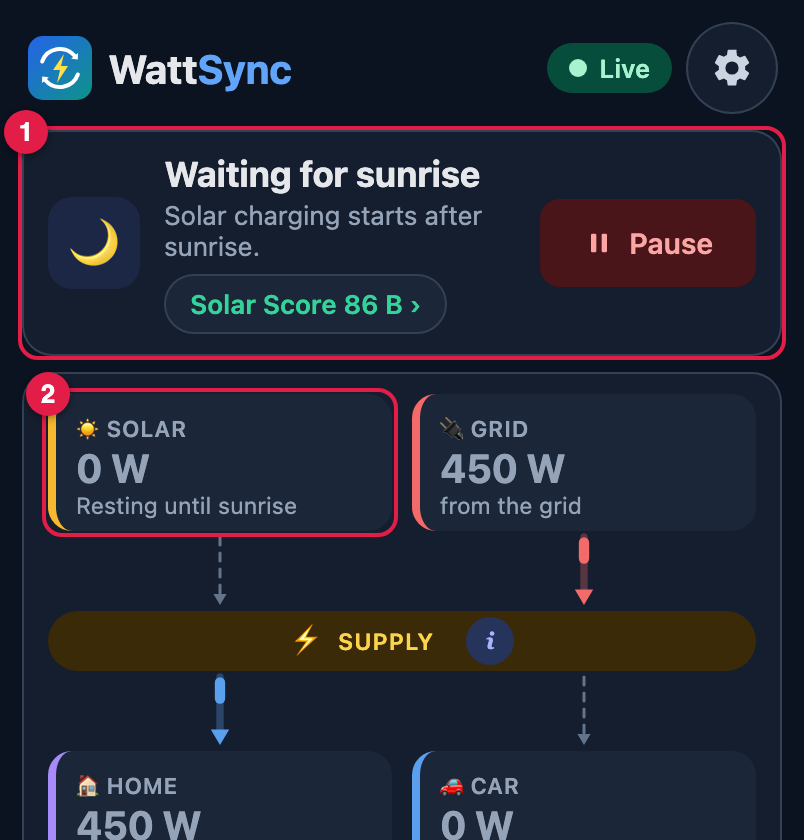 WattSync
Live
1
Waiting for sunrise
Solar charging starts after
sunrise.
Pause
Solar Score 86 B ›
2
SOLAR
0 W
Resting until sunrise
GRID
450 W
from the grid
SUPPLY
i
HOME
450 W
CAR
0 W